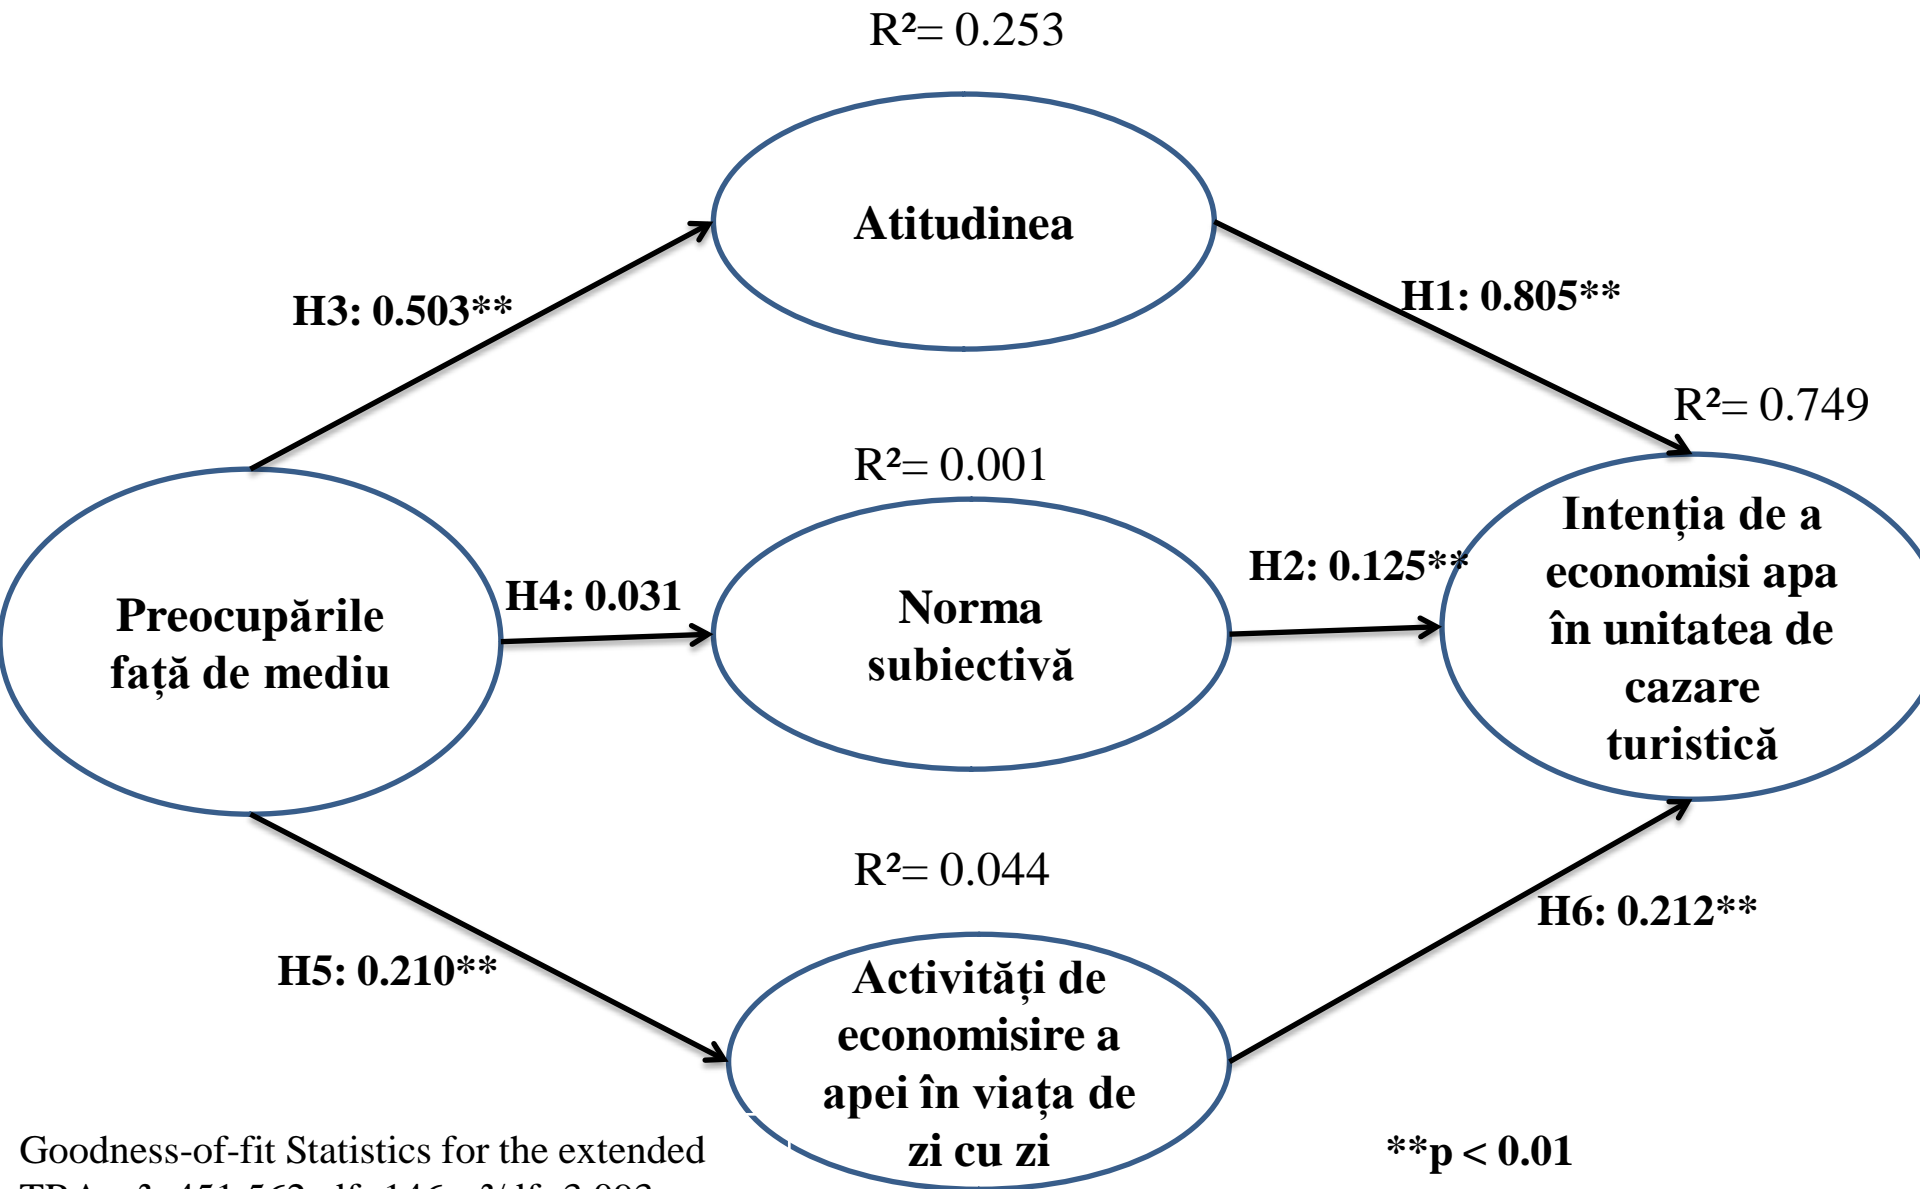 R²= 0.253
Atitudinea
H3: 0.503**
H1: 0.805**
R²= 0.749
R²= 0.001
Intenția de a
economisi apa
în unitatea de
cazare
turistică
H2: 0.125**
H4: 0.031
Norma
subiectivă
Preocupările
față de mediu
R²= 0.044
H6: 0.212**
H5: 0.210**
Activități de
economisire a
apei în viața de
zi cu zi
Goodness-of-fit Statistics for the extended
**p < 0.01